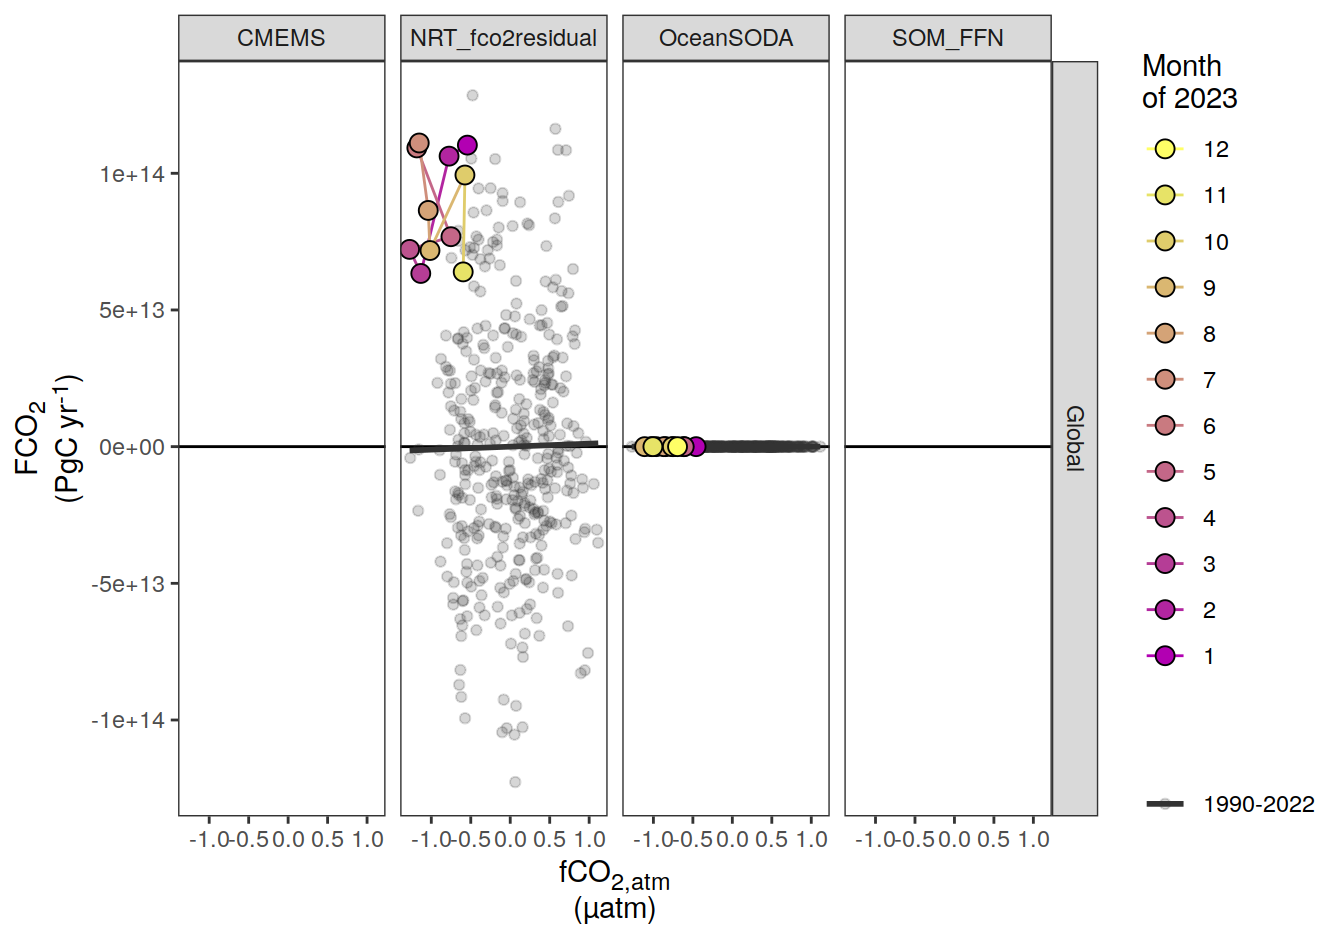 CMEMS NRT_fco2residual OceanSODA SOM_FFN
Global
FCO2
(PgC yr-1)
1e+14
5e+13
0e+00
-5e+13
-1e+14
-1.0 -0.5 0.0 0.5 1.0 -1.0 -0.5 0.0 0.5 1.0 -1.0 -0.5 0.0 0.5 1.0 -1.0 -0.5 0.0 0.5 1.0
fCO2,atm
(µatm)
Month
of 2023
12
11
10
9
8
7
6
5
4
3
2
1
1990-2022